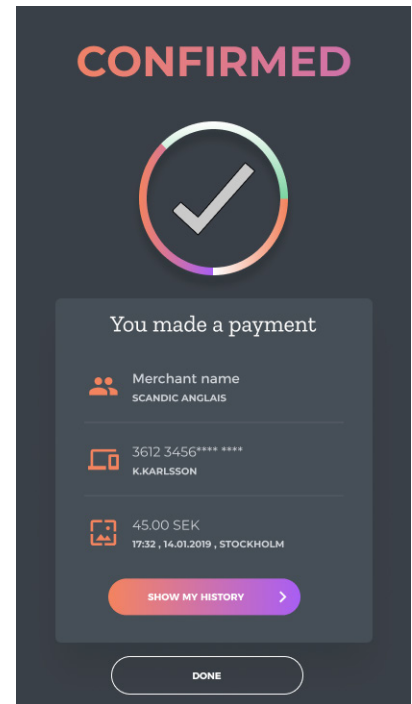 CONFIRMED
You made a payment
Merchant name
SCANDIC ANGLAIS
3612 3456**** ****
K.KARLSSON
45.00 SEK
17:32 , 14.01.2019 , STOCKHOLM
SHOW MY HISTORY
DONE